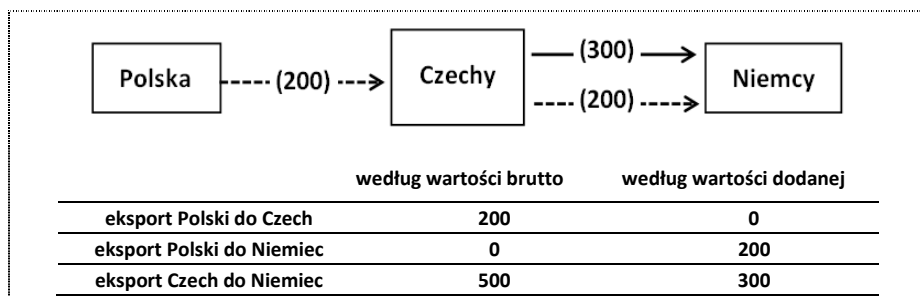 (300)
Polska (200) Czechy Niemcy
(200)
według wartości brutto według wartości dodanej
eksport Polski do Czech 200 0
eksport Polski do Niemiec 0 200
eksport Czech do Niemiec 500 300